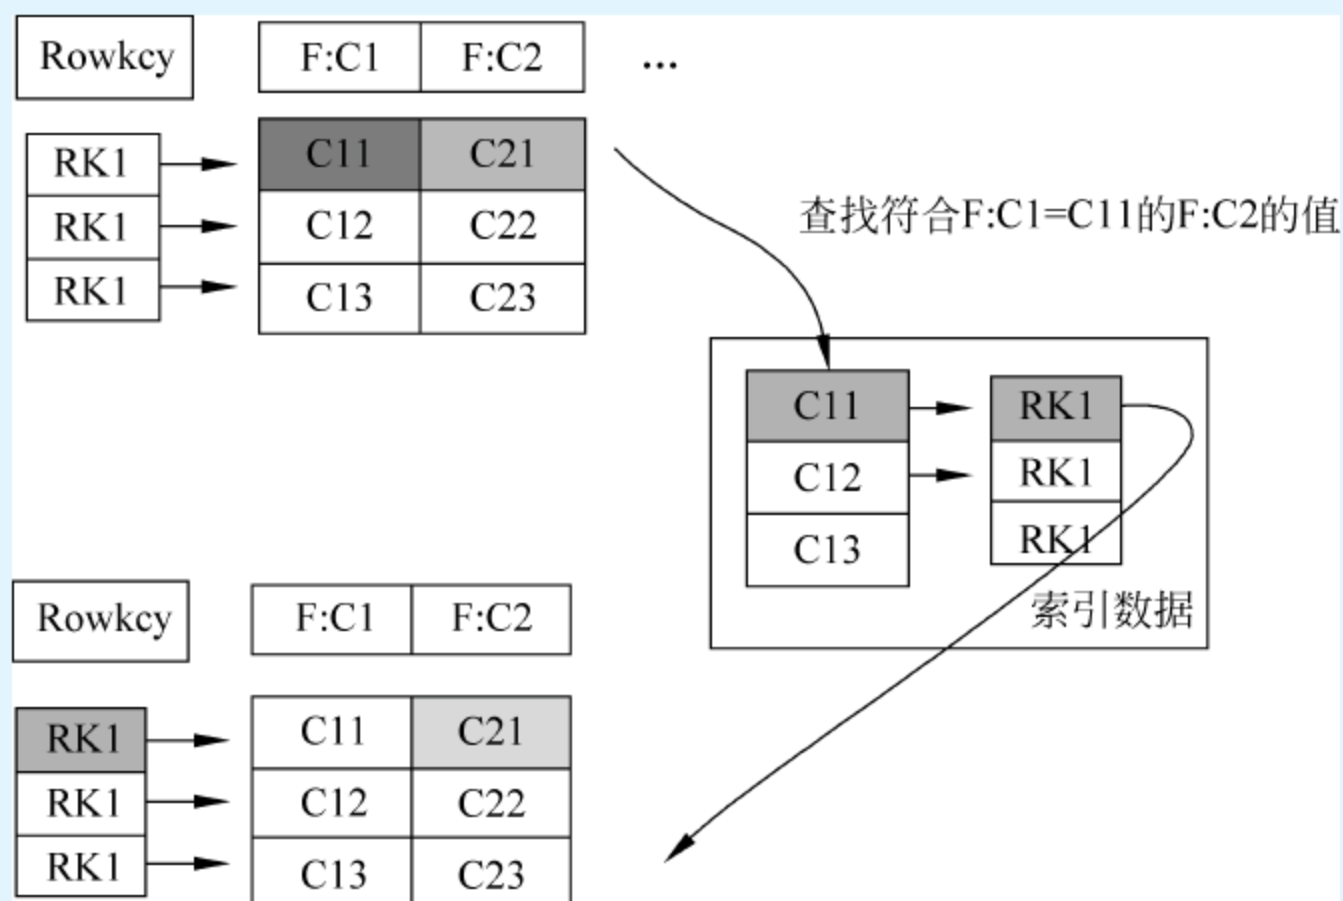 Rowkcy F:C1 F:C2 ...
RK1 C11 C21
RK1 C12 C22
RK1 C13 C23
查找符合F:C1=C11的F:C2的值
C11 RK1
C12 RK1
C13 RK1
索引数据
Rowkcy F:C1 F:C2
RK1 C11 C21
RK1 C12 C22
RK1 C13 C23